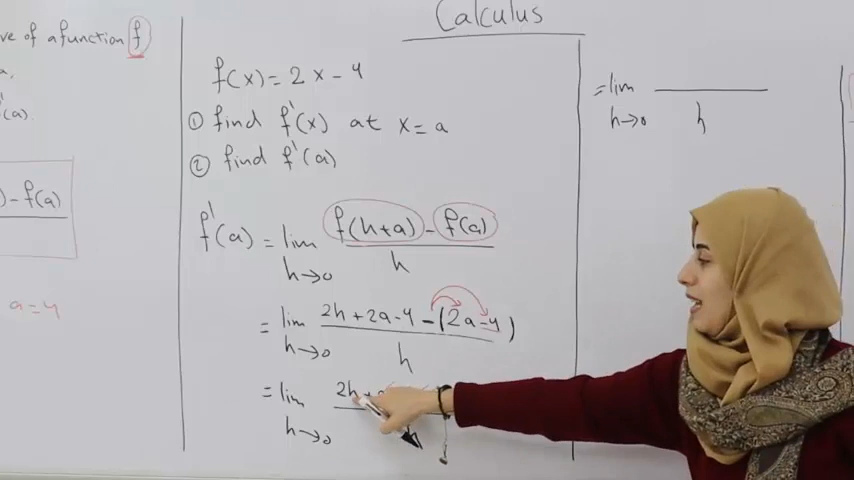 Calculus
ve of a function f
a,
'(a).
) - f(a)
a = 4
f(x) = 2x - 4
① find f'(x) at x = a
② find f'(a)
f'(a) = lim h→0 f(h+a) - f(a) / h
= lim h→0 2h + 2a - 4 - (2a - 4) / h
= lim h→0 2h +
= lim h→0 / h